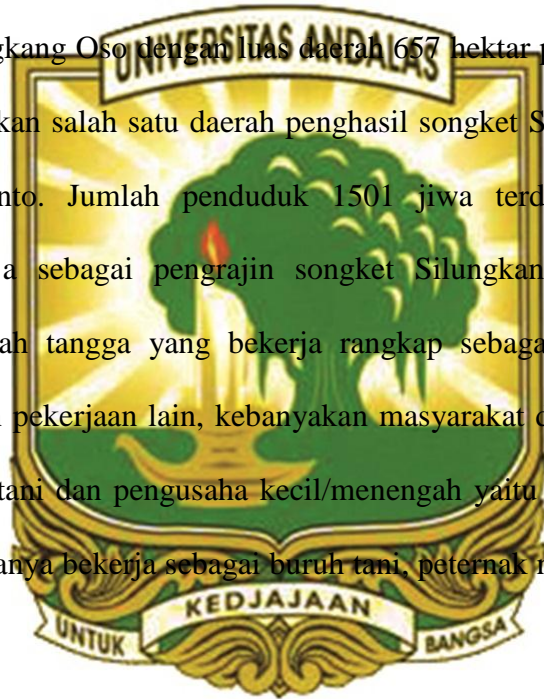 UNIVERSITAS ANDALAS
gkang Oso dengan luas daerah 657 hektar p
kan salah satu daerah penghasil songket S
nto. Jumlah penduduk 1501 jiwa terd
a sebagai pengrajin songket Silungkan
ah tangga yang bekerja rangkap sebaga
pekerjaan lain, kebanyakan masyarakat d
tani dan pengusaha kecil/menengah yaitu
anya bekerja sebagai buruh tani, peternak
KEDJAJAAN
UNTUK BANGSA